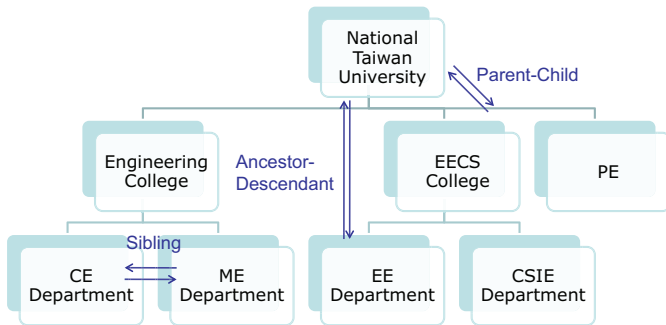 National
Taiwan
University
Parent-Child
Engineering
College
Ancestor-
Descendant
EECS
College
PE
Sibling
CE
Department
ME
Department
EE
Department
CSIE
Department